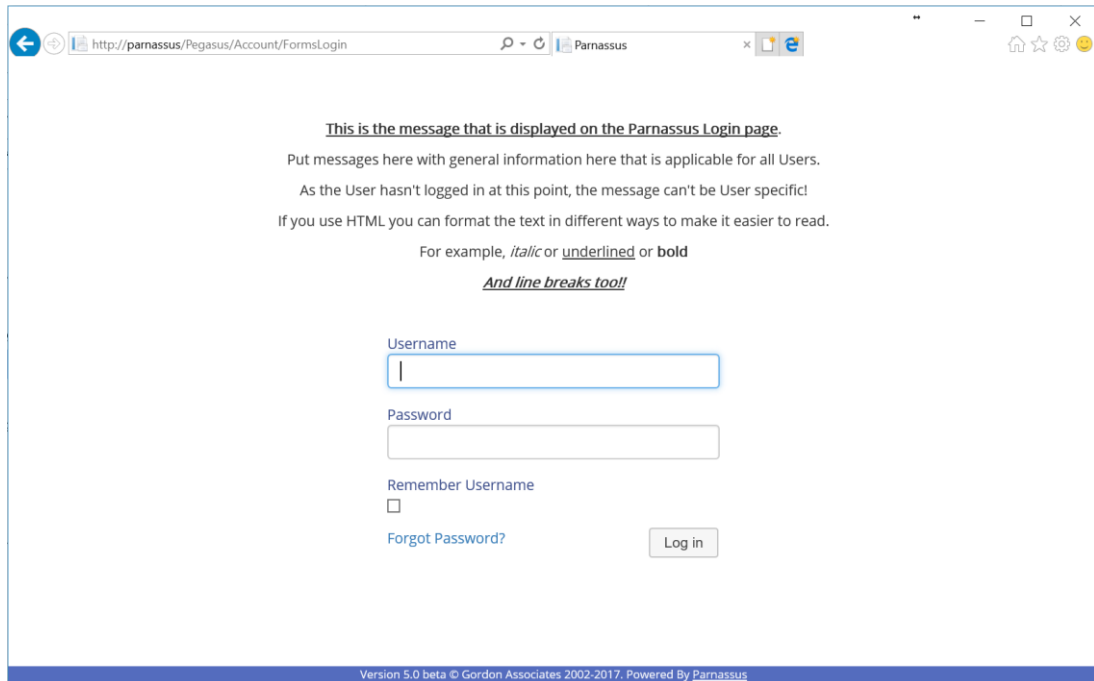 http://parnassus/Pegasus/Account/FormsLogin
Parnassus
This is the message that is displayed on the Parnassus Login page.
Put messages here with general information here that is applicable for all Users.
As the User hasn't logged in at this point, the message can't be User specific!
If you use HTML you can format the text in different ways to make it easier to read.
For example, italic or underlined or bold
And line breaks too!!
Username
Password
Remember Username
Forgot Password?
Log in
Version 5.0 beta © Gordon Associates 2002-2017. Powered By Parnassus